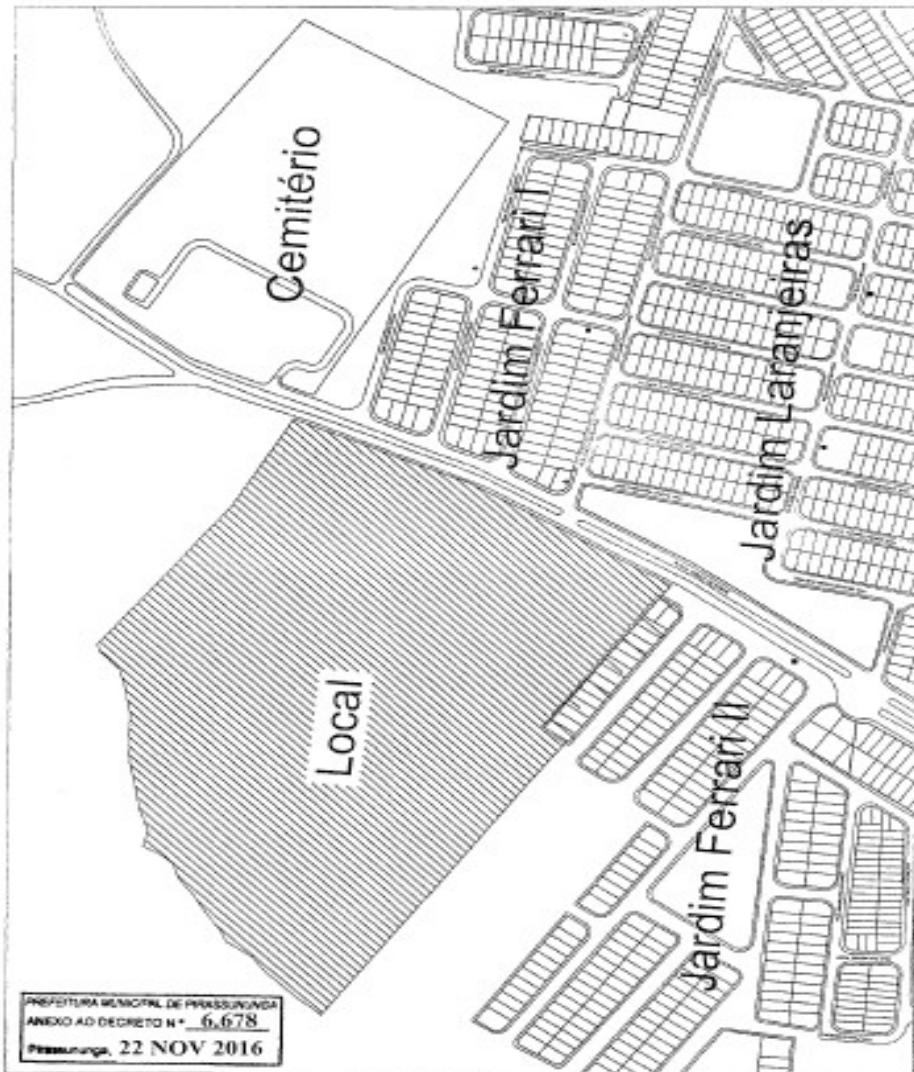 Cemitério
Jardim Ferrari I
Jardim Laranjeiras
Local
Jardim Ferrari II
PREFEITURA MUNICIPAL DE PIRASSUNUNGA
ANEXO AO DECRETO Nº 6.678
Pirassununga, 22 NOV 2016